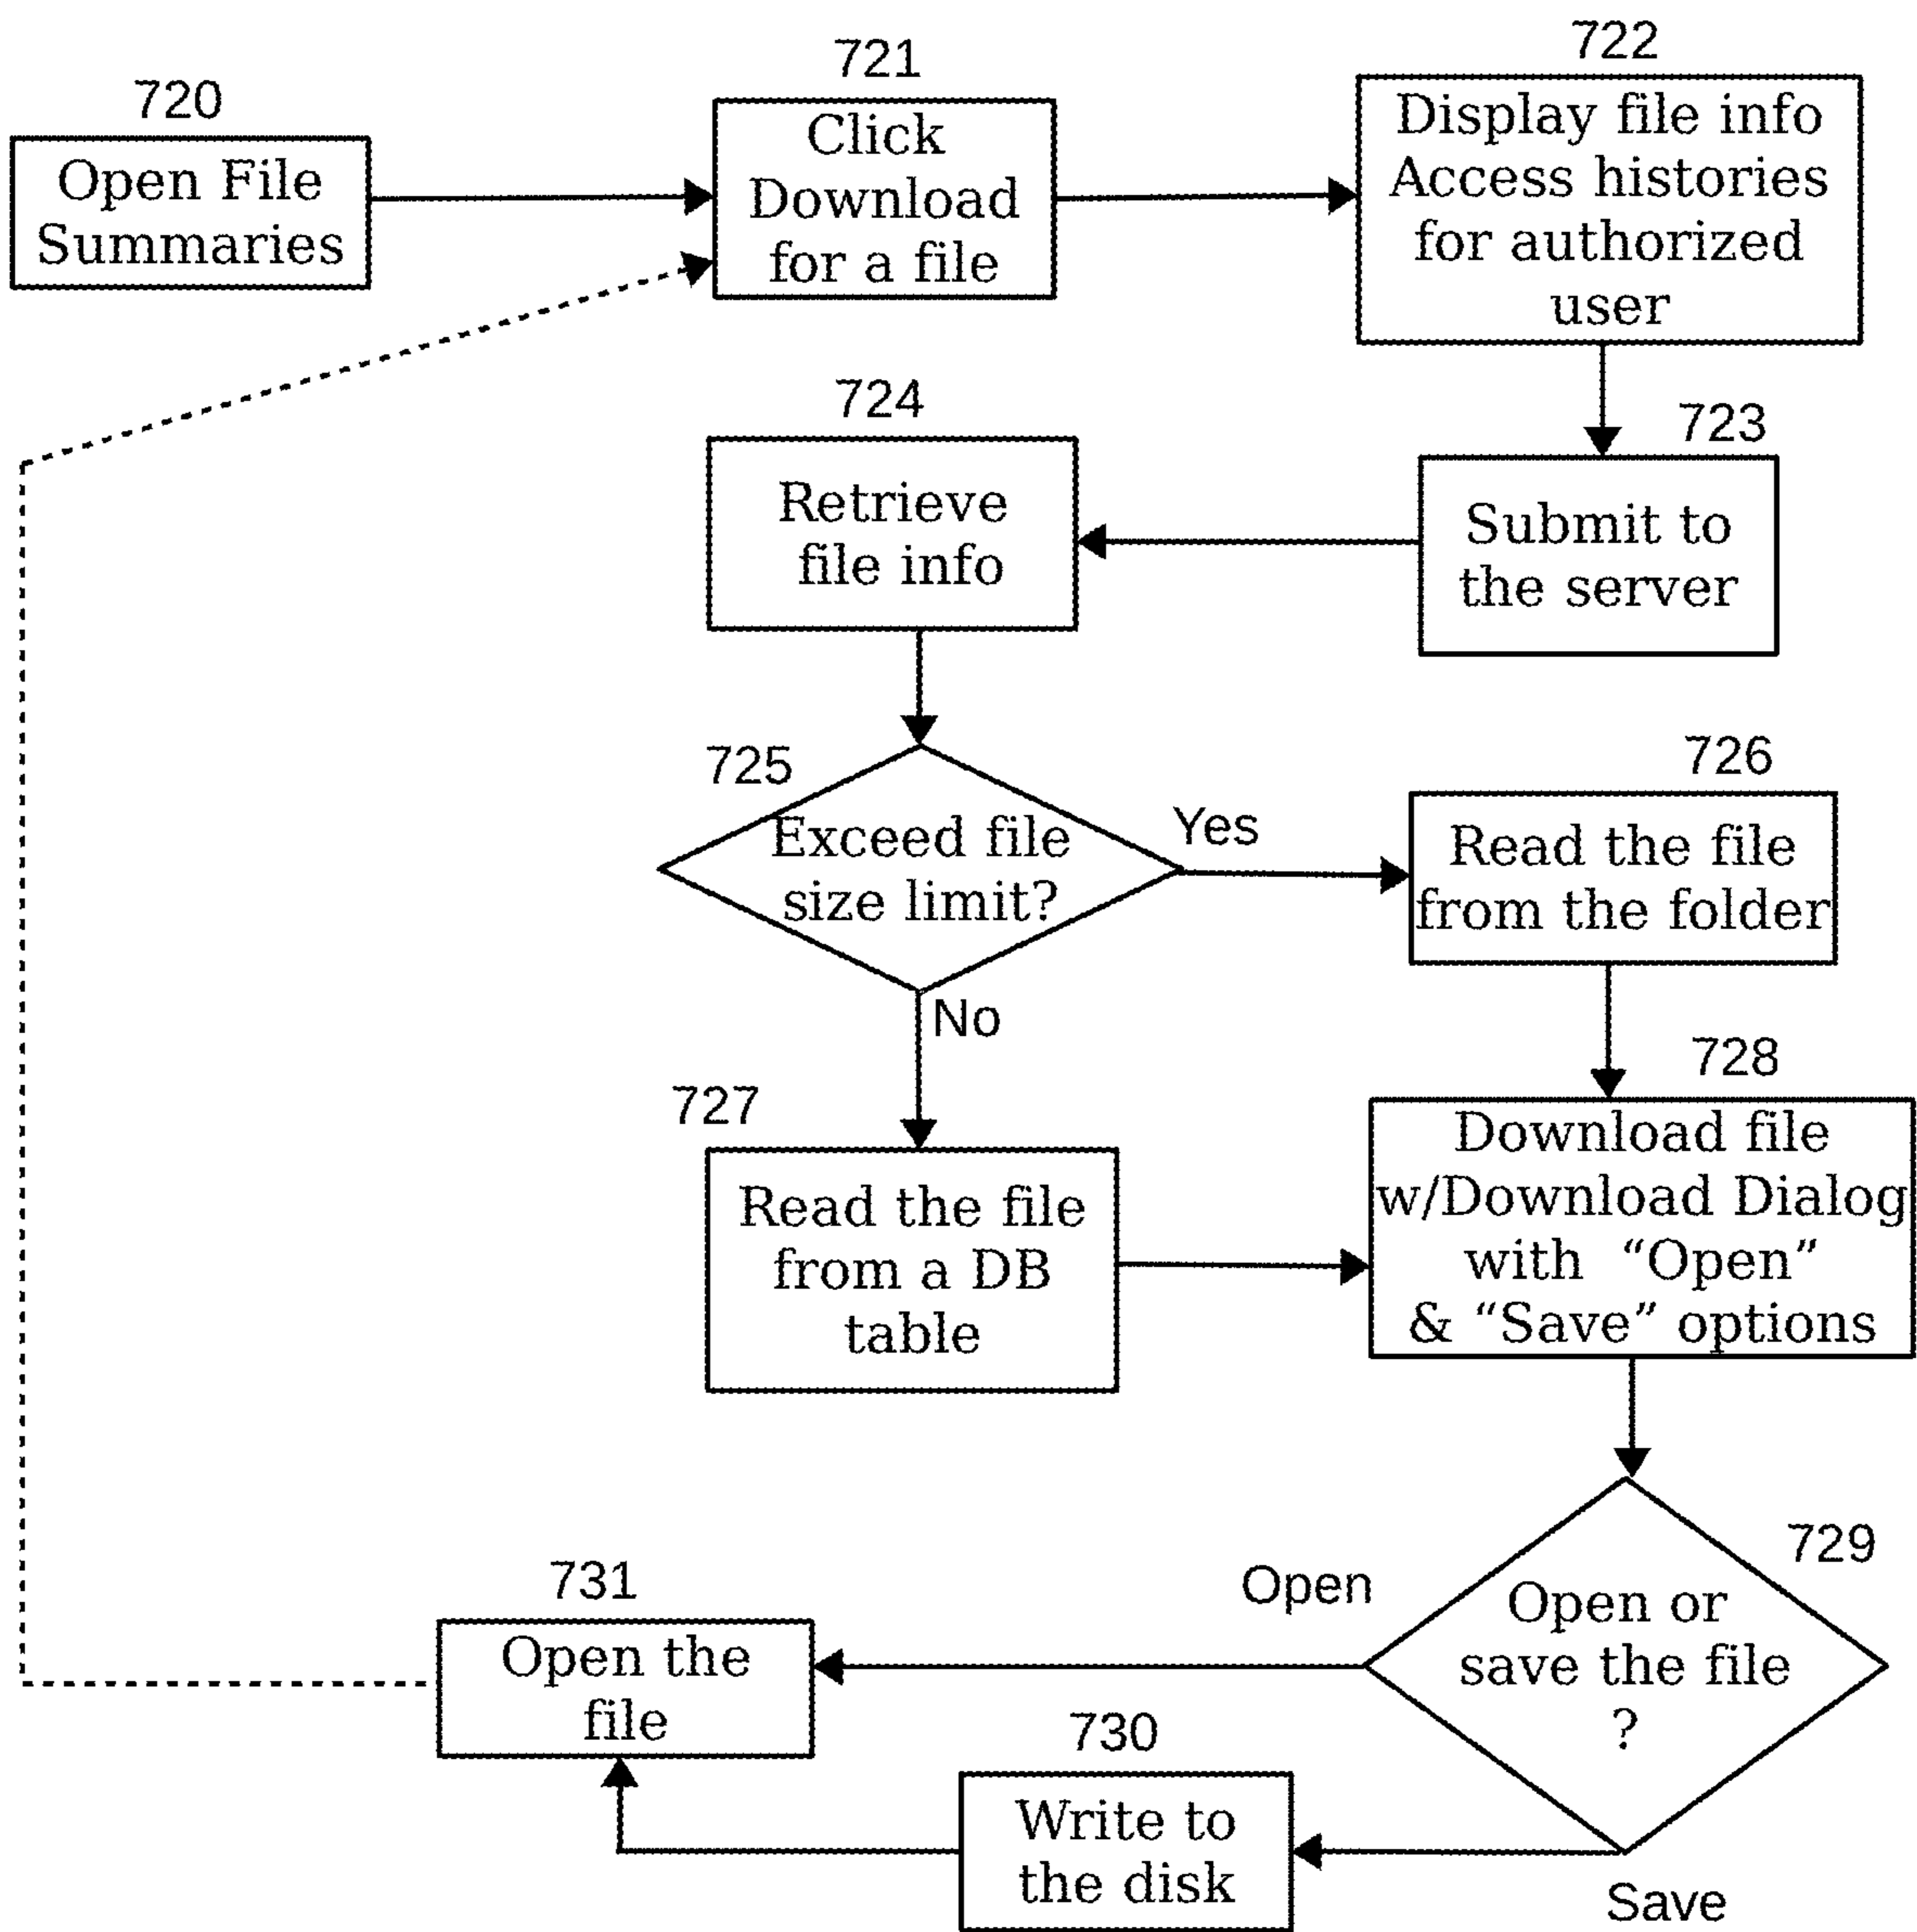 720
Open File
Summaries
721
Click
Download
for a file
722
Display file info
Access histories
for authorized
user
723
Submit to
the server
724
Retrieve
file info
725
Exceed file
size limit?
Yes
No
726
Read the file
from the folder
727
Read the file
from a DB
table
728
Download file
w/Download Dialog
with “Open”
& “Save” options
729
Open or
save the file
?
Open
Save
730
Write to
the disk
731
Open the
file